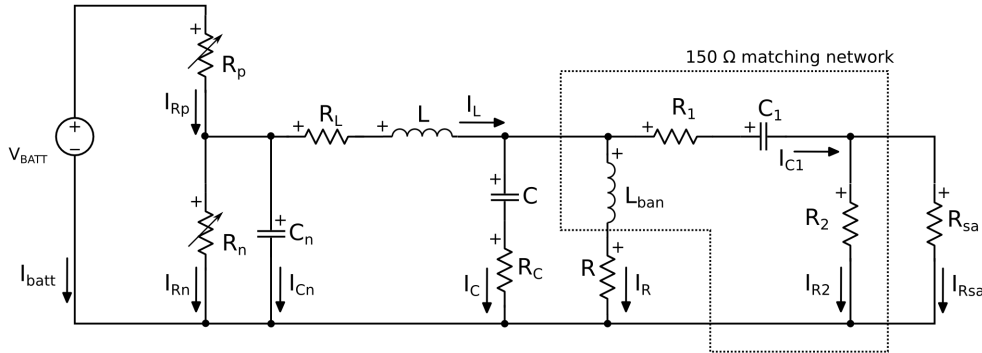 150 Ω matching network
+
R_p
I_Rp
+
−
V_BATT
+
R_L
+
L
I_L
+
R_1
+
C_1
I_C1
+
R_n
+
C_n
+
C
+
L_ban
+
R_2
+
R_sa
I_batt
I_Rn
I_Cn
+
R_C
I_C
+
R
I_R
I_R2
I_Rsa